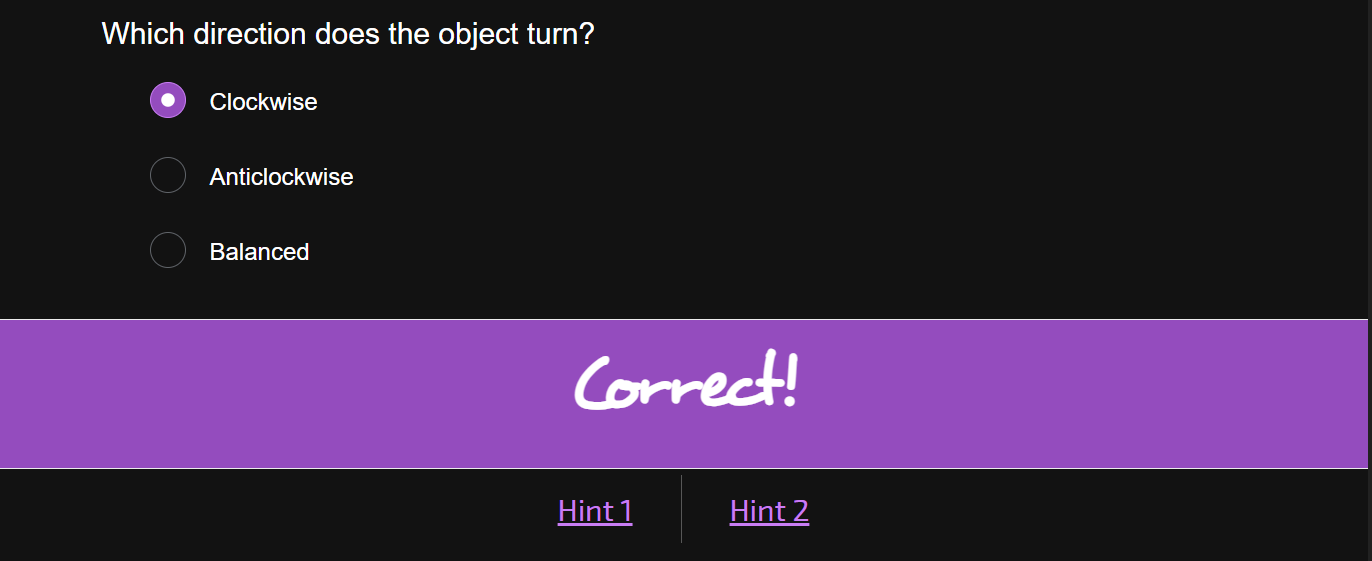 Which direction does the object turn?
Clockwise
Anticlockwise
Balanced
Correct!
Hint 1
Hint 2